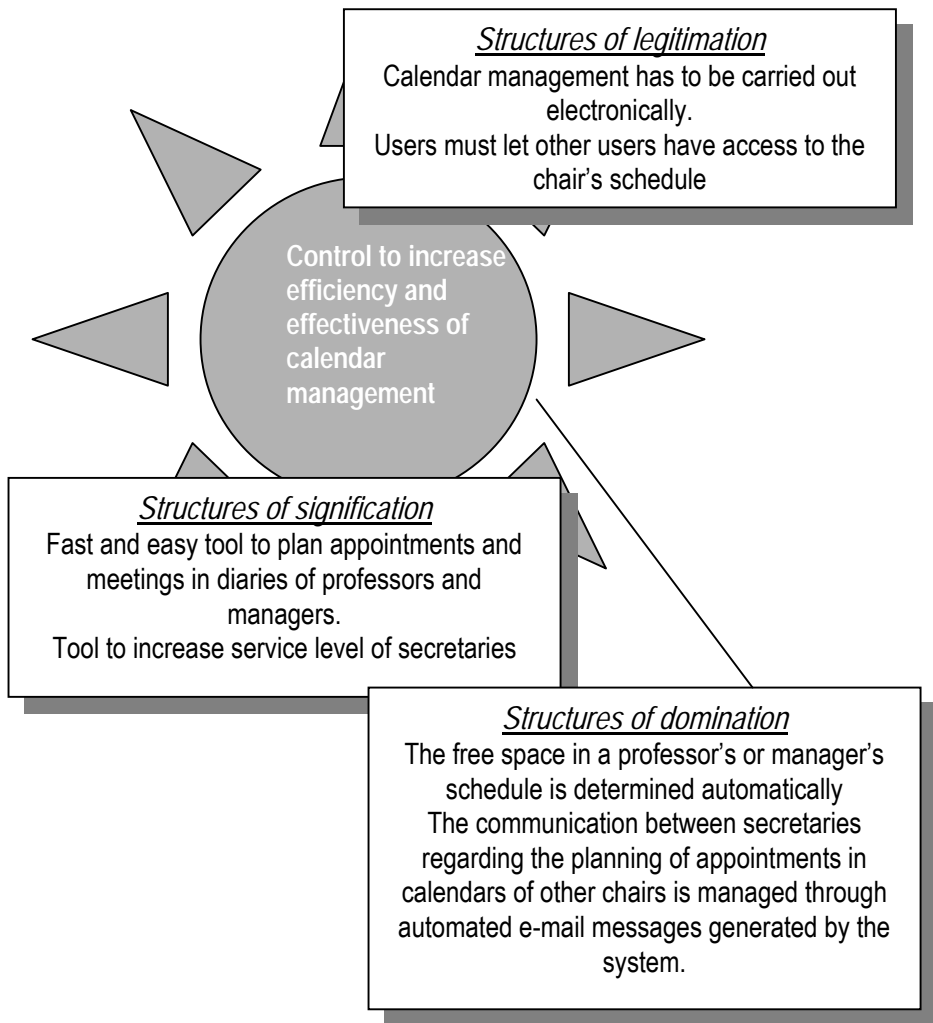 Structures of legitimation
Calendar management has to be carried out
electronically.
Users must let other users have access to the
chair’s schedule
Control to increase
efficiency and
effectiveness of
calendar
management
Structures of signification
Fast and easy tool to plan appointments and
meetings in diaries of professors and
managers.
Tool to increase service level of secretaries
Structures of domination
The free space in a professor’s or manager’s
schedule is determined automatically
The communication between secretaries
regarding the planning of appointments in
calendars of other chairs is managed through
automated e-mail messages generated by the
system.